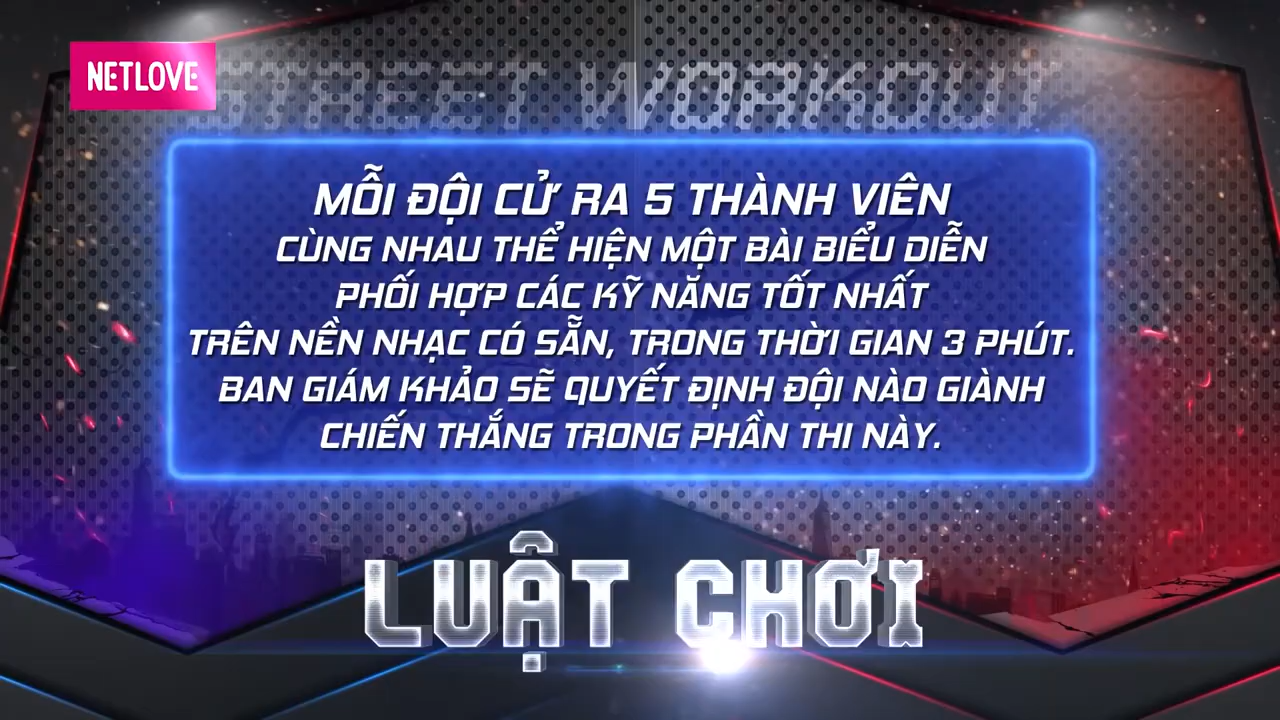 NETLOVE
STREET WORKOUT
MỖI ĐỘI CỬ RA 5 THÀNH VIÊN
CÙNG NHAU THỂ HIỆN MỘT BÀI BIỂU DIỄN
PHỐI HỢP CÁC KỸ NĂNG TỐT NHẤT
TRÊN NỀN NHẠC CÓ SẴN, TRONG THỜI GIAN 3 PHÚT.
BAN GIÁM KHẢO SẼ QUYẾT ĐỊNH ĐỘI NÀO GIÀNH
CHIẾN THẮNG TRONG PHẦN THI NÀY.
LUẬT CHƠI